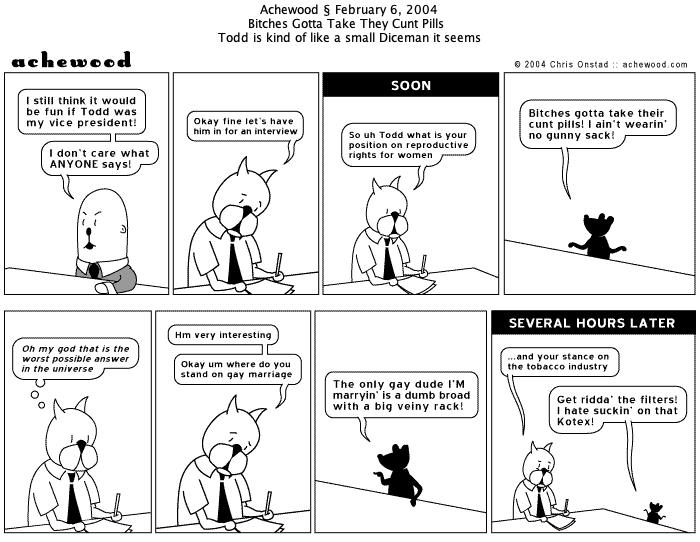 Achewood § February 6, 2004
Bitches Gotta Take They Cunt Pills
Todd is kind of like a small Diceman it seems
achewood
© 2004 Chris Onstad :: achewood.com
I still think it would
be fun if Todd was
my vice president!
I don't care what
ANYONE says!
Okay fine let's have
him in for an interview
SOON
So uh Todd what is your
position on reproductive
rights for women
Bitches gotta take their
cunt pills! I ain't wearin'
no gunny sack!
Oh my god that is the
worst possible answer
in the universe
Hm very interesting
Okay um where do you
stand on gay marriage
The only gay dude I'M
marryin' is a dumb broad
with a big veiny rack!
SEVERAL HOURS LATER
...and your stance on
the tobacco industry
Get ridda' the filters!
I hate suckin' on that
Kotex!